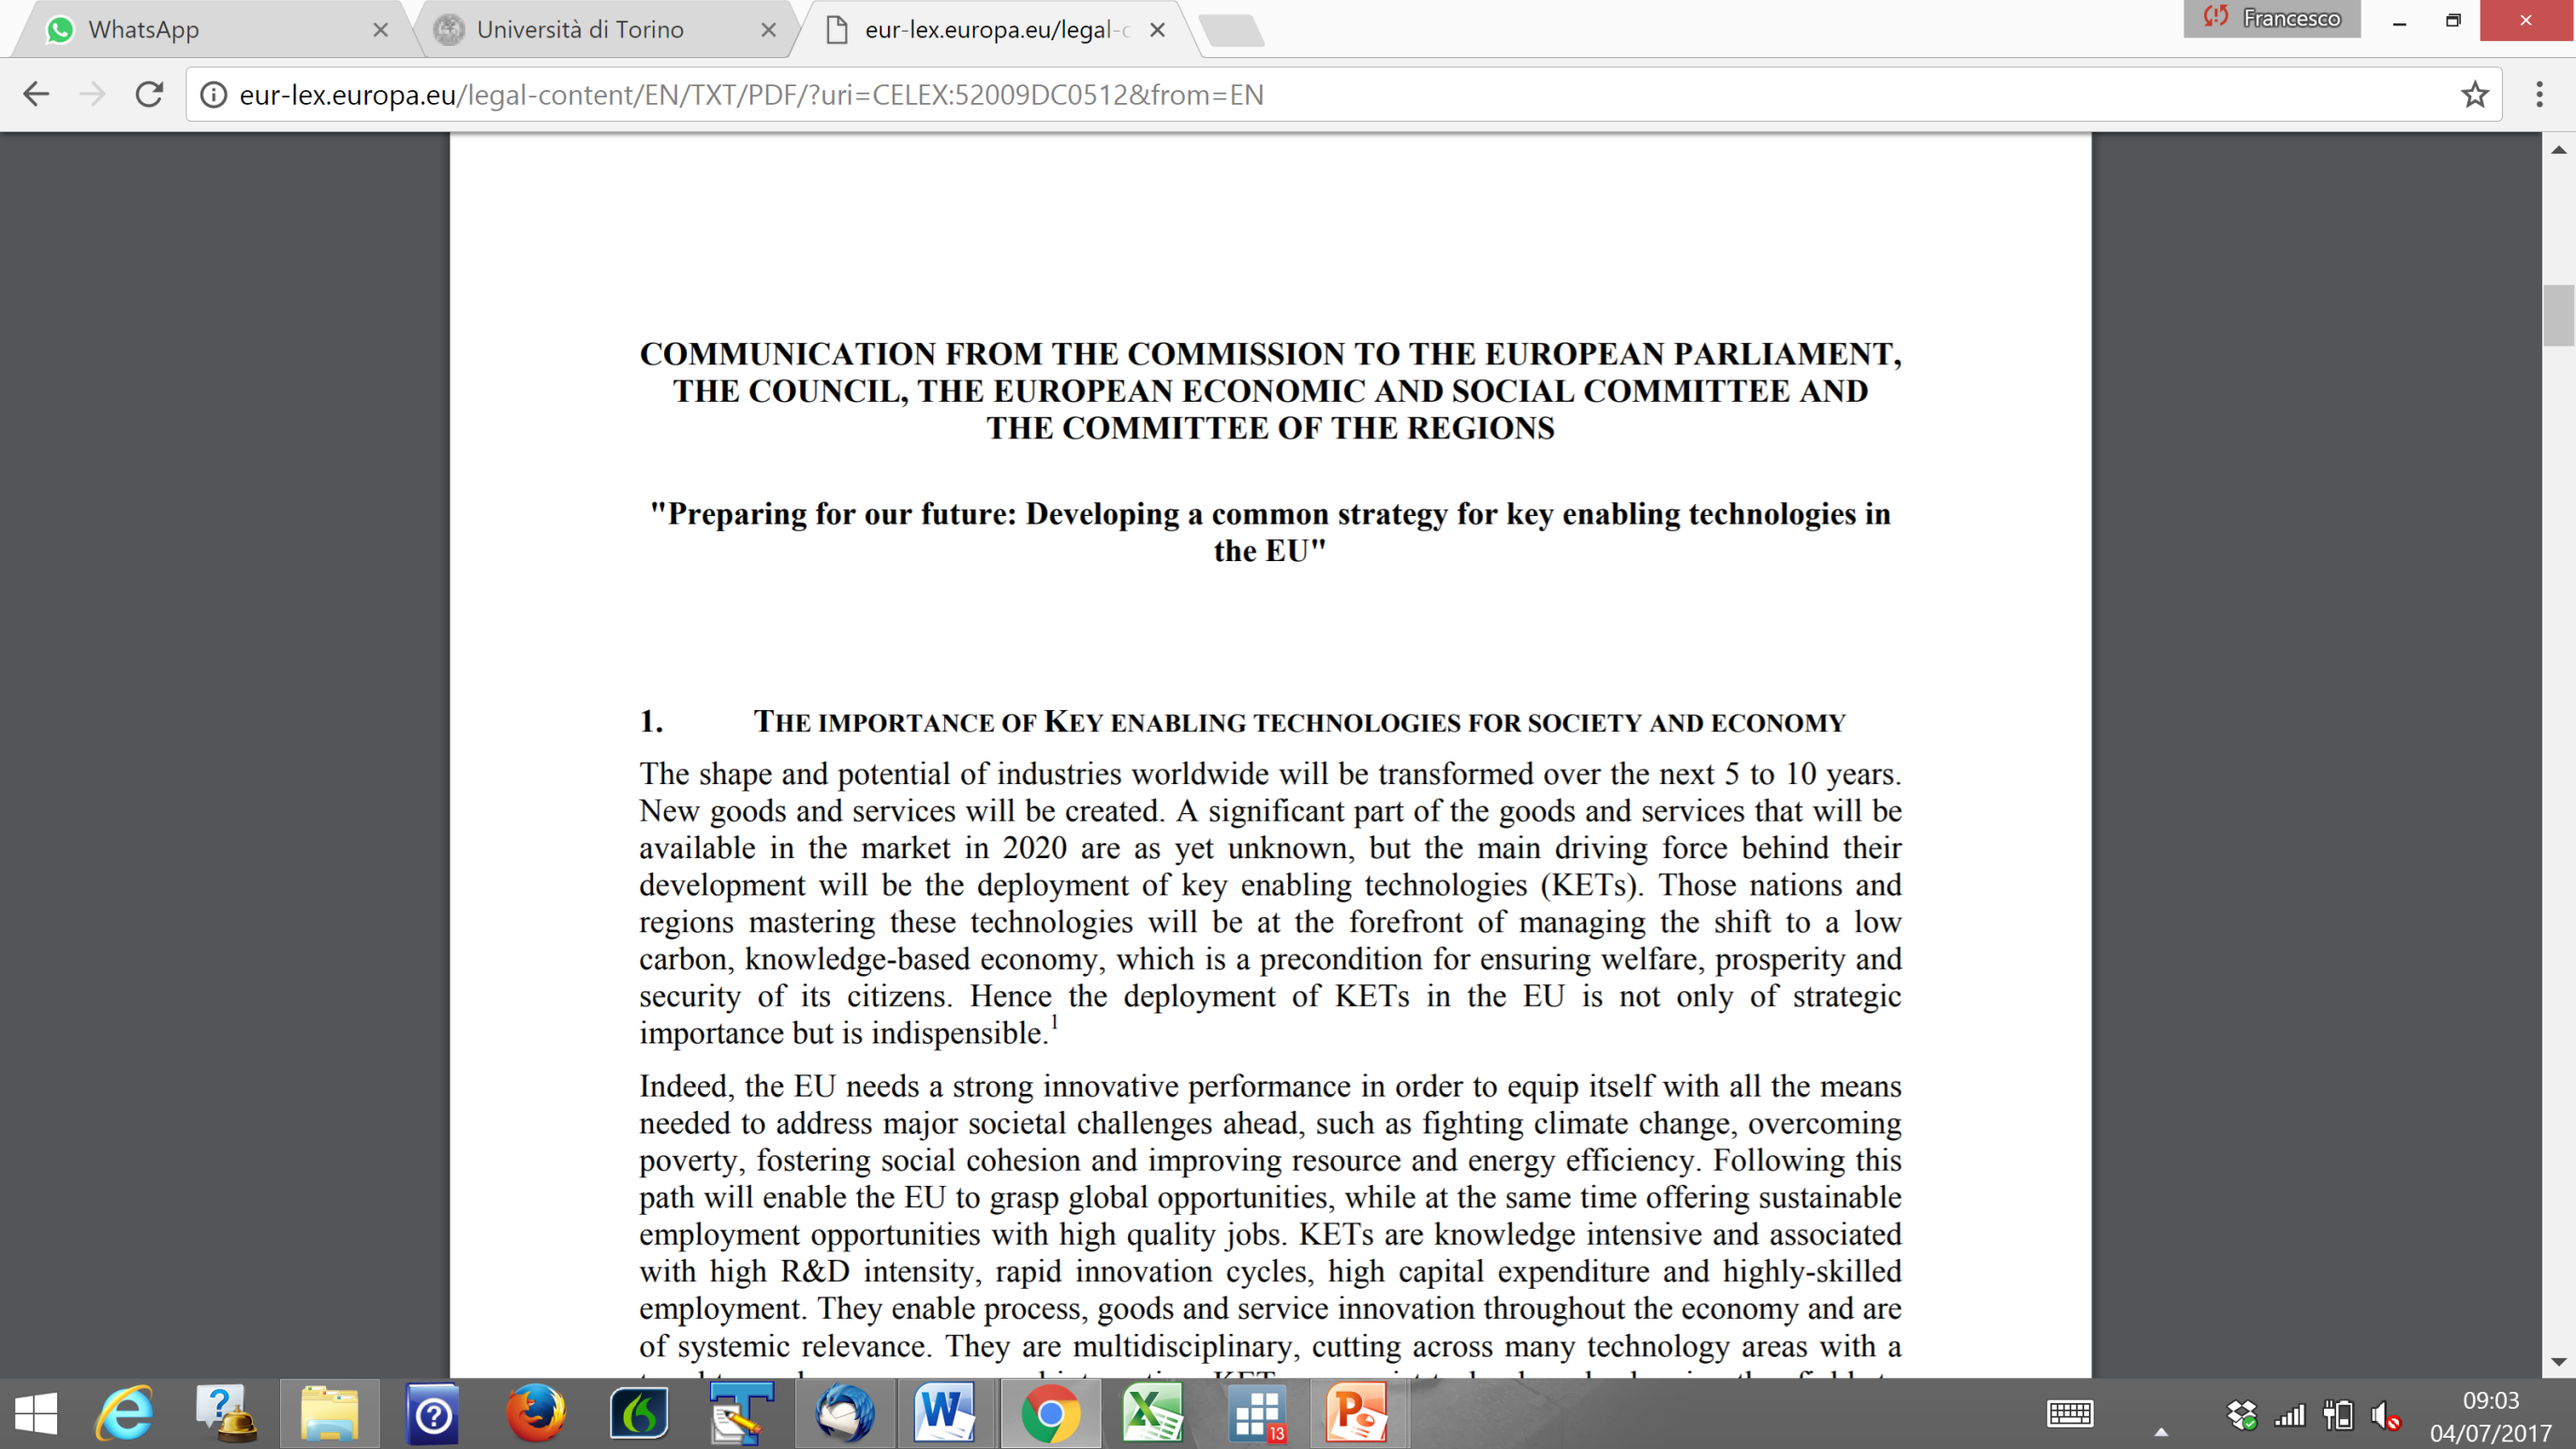 WhatsApp
Università di Torino
eur-lex.europa.eu/legal-c
Francesco
eur-lex.europa.eu/legal-content/EN/TXT/PDF/?uri=CELEX:52009DC0512&from=EN
COMMUNICATION FROM THE COMMISSION TO THE EUROPEAN PARLIAMENT,
THE COUNCIL, THE EUROPEAN ECONOMIC AND SOCIAL COMMITTEE AND
THE COMMITTEE OF THE REGIONS
"Preparing for our future: Developing a common strategy for key enabling technologies in
the EU"
1. THE IMPORTANCE OF KEY ENABLING TECHNOLOGIES FOR SOCIETY AND ECONOMY
The shape and potential of industries worldwide will be transformed over the next 5 to 10 years.
New goods and services will be created. A significant part of the goods and services that will be
available in the market in 2020 are as yet unknown, but the main driving force behind their
development will be the deployment of key enabling technologies (KETs). Those nations and
regions mastering these technologies will be at the forefront of managing the shift to a low
carbon, knowledge-based economy, which is a precondition for ensuring welfare, prosperity and
security of its citizens. Hence the deployment of KETs in the EU is not only of strategic
importance but is indispensible.1
Indeed, the EU needs a strong innovative performance in order to equip itself with all the means
needed to address major societal challenges ahead, such as fighting climate change, overcoming
poverty, fostering social cohesion and improving resource and energy efficiency. Following this
path will enable the EU to grasp global opportunities, while at the same time offering sustainable
employment opportunities with high quality jobs. KETs are knowledge intensive and associated
with high R&D intensity, rapid innovation cycles, high capital expenditure and highly-skilled
employment. They enable process, goods and service innovation throughout the economy and are
of systemic relevance. They are multidisciplinary, cutting across many technology areas with a
13
09:03
04/07/2017